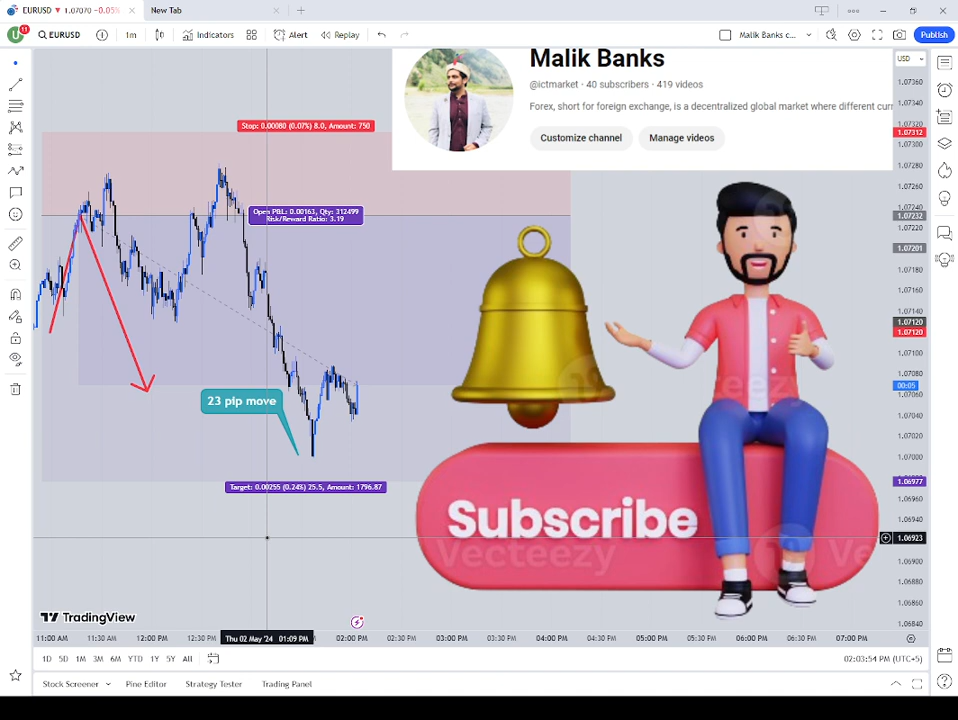 EURUSD 1.07070 -0.05%
New Tab
U 11
EURUSD
1m
Indicators
Alert
Replay
Malik Banks c...
Publish
Malik Banks
@ictmarket · 40 subscribers · 419 videos
Forex, short for foreign exchange, is a decentralized global market where different curr
Customize channel
Manage videos
USD
1.07360
1.07340
1.07320
1.07312
1.07300
1.07280
1.07260
1.07240
1.07232
1.07220
1.07201
1.07180
1.07160
1.07140
1.07120
1.07120
1.07100
1.07080
00:05
1.07060
1.07040
1.07020
1.07000
1.06977
1.06960
1.06940
1.06923
1.06900
1.06880
1.06860
1.06840
Stop: 0.00080 (0.07%) 8.0, Amount: 750
Open P&L: 0.00163, Qty: 312499
Risk/Reward Ratio: 3.19
23 pip move
Target: 0.00255 (0.24%) 25.5, Amount: 1796.87
Subscribe
Vecteezy
TradingView
11:00 AM 11:30 AM 12:00 PM 12:30 PM Thu 02 May '24 01:09 PM 02:00 PM 02:30 PM 03:00 PM 03:30 PM 04:00 PM 04:30 PM 05:00 PM 05:30 PM 06:00 PM 06:30 PM 07:00 PM
1D 5D 1M 3M 6M YTD 1Y 5Y All
02:03:54 PM (UTC+5)
Stock Screener
Pine Editor
Strategy Tester
Trading Panel